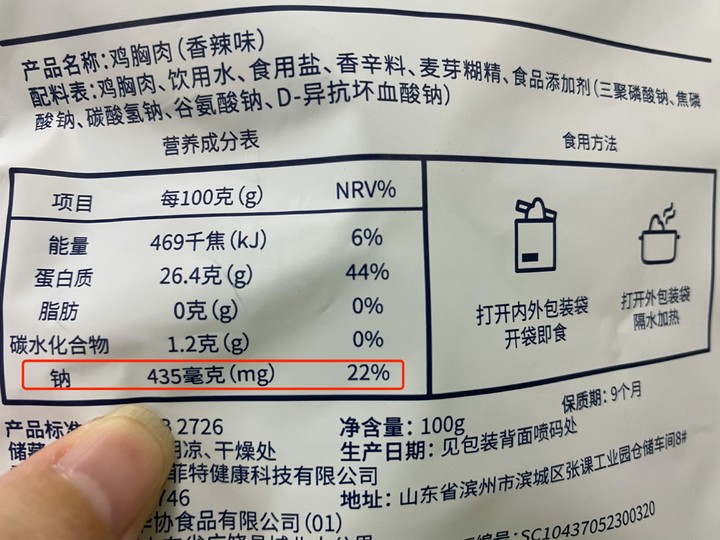 产品名称:鸡胸肉(香辣味)
配料表:鸡胸肉、饮用水、食用盐、香辛料、麦芽糊精、食品添加剂(三聚磷酸钠、焦磷
酸钠、碳酸氢钠、谷氨酸钠、D-异抗坏血酸钠)
营养成分表
项目 每100克(g) NRV%
能量 469千焦(kJ) 6%
蛋白质 26.4克(g) 44%
脂肪 0克(g) 0%
碳水化合物 1.2克(g) 0%
钠 435毫克(mg) 22%
食用方法
打开内外包装袋
开袋即食
打开外包装袋
隔水加热
保质期:9个月
产品标准 2726
净含量:100g
储藏 凉、干燥处
生产日期:见包装背面喷码处
菲特健康科技有限公司
746
地址:山东省滨州市滨城区张课工业园仓储车间8#
华协食品有限公司(01)
编号:SC10437052300320